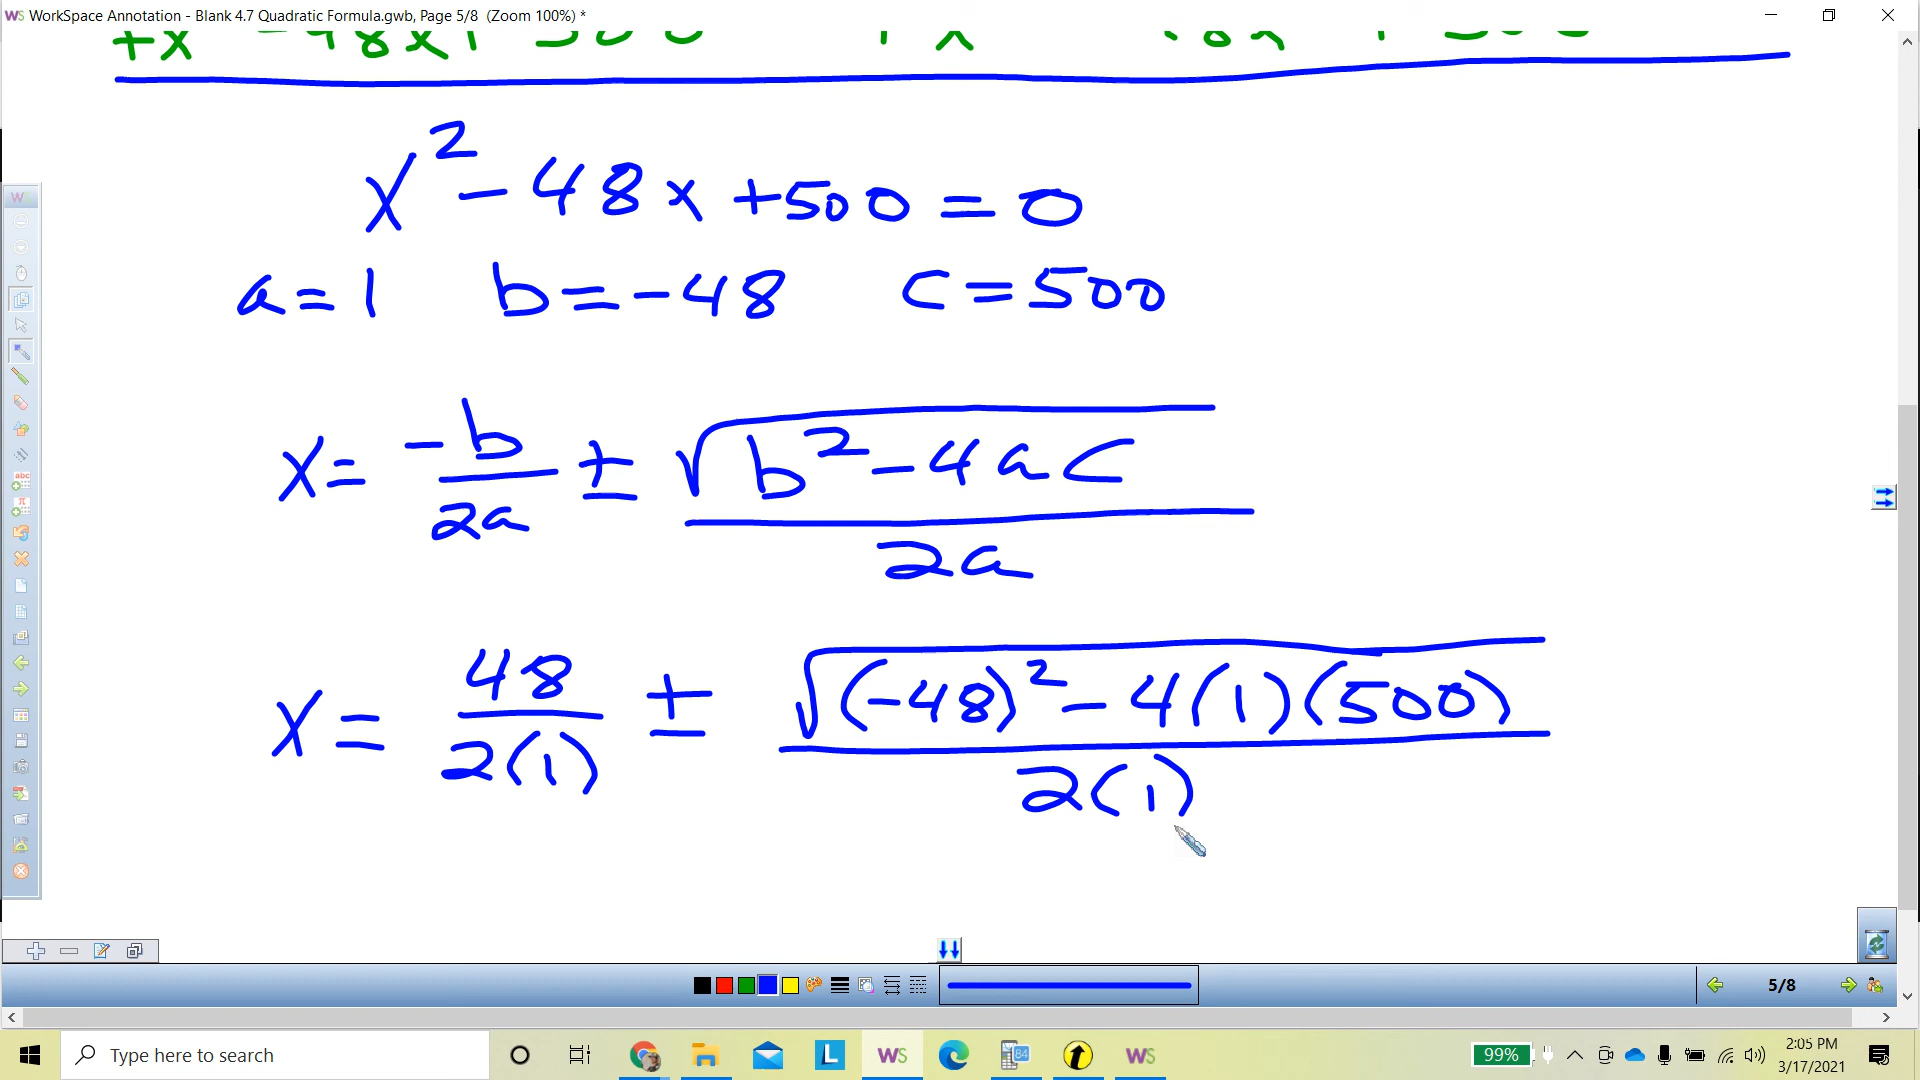 WS WorkSpace Annotation - Blank 4.7 Quadratic Formula.gwb, Page 5/8 (Zoom 100%) *
x² - 48x + 500 = 0
a = 1 b = -48 c = 500
x = -b/2a ± √(b² - 4ac)/2a
x = 48/2(1) ± √((-48)² - 4(1)(500))/2(1)
5/8
Type here to search
99%
2:05 PM
3/17/2021